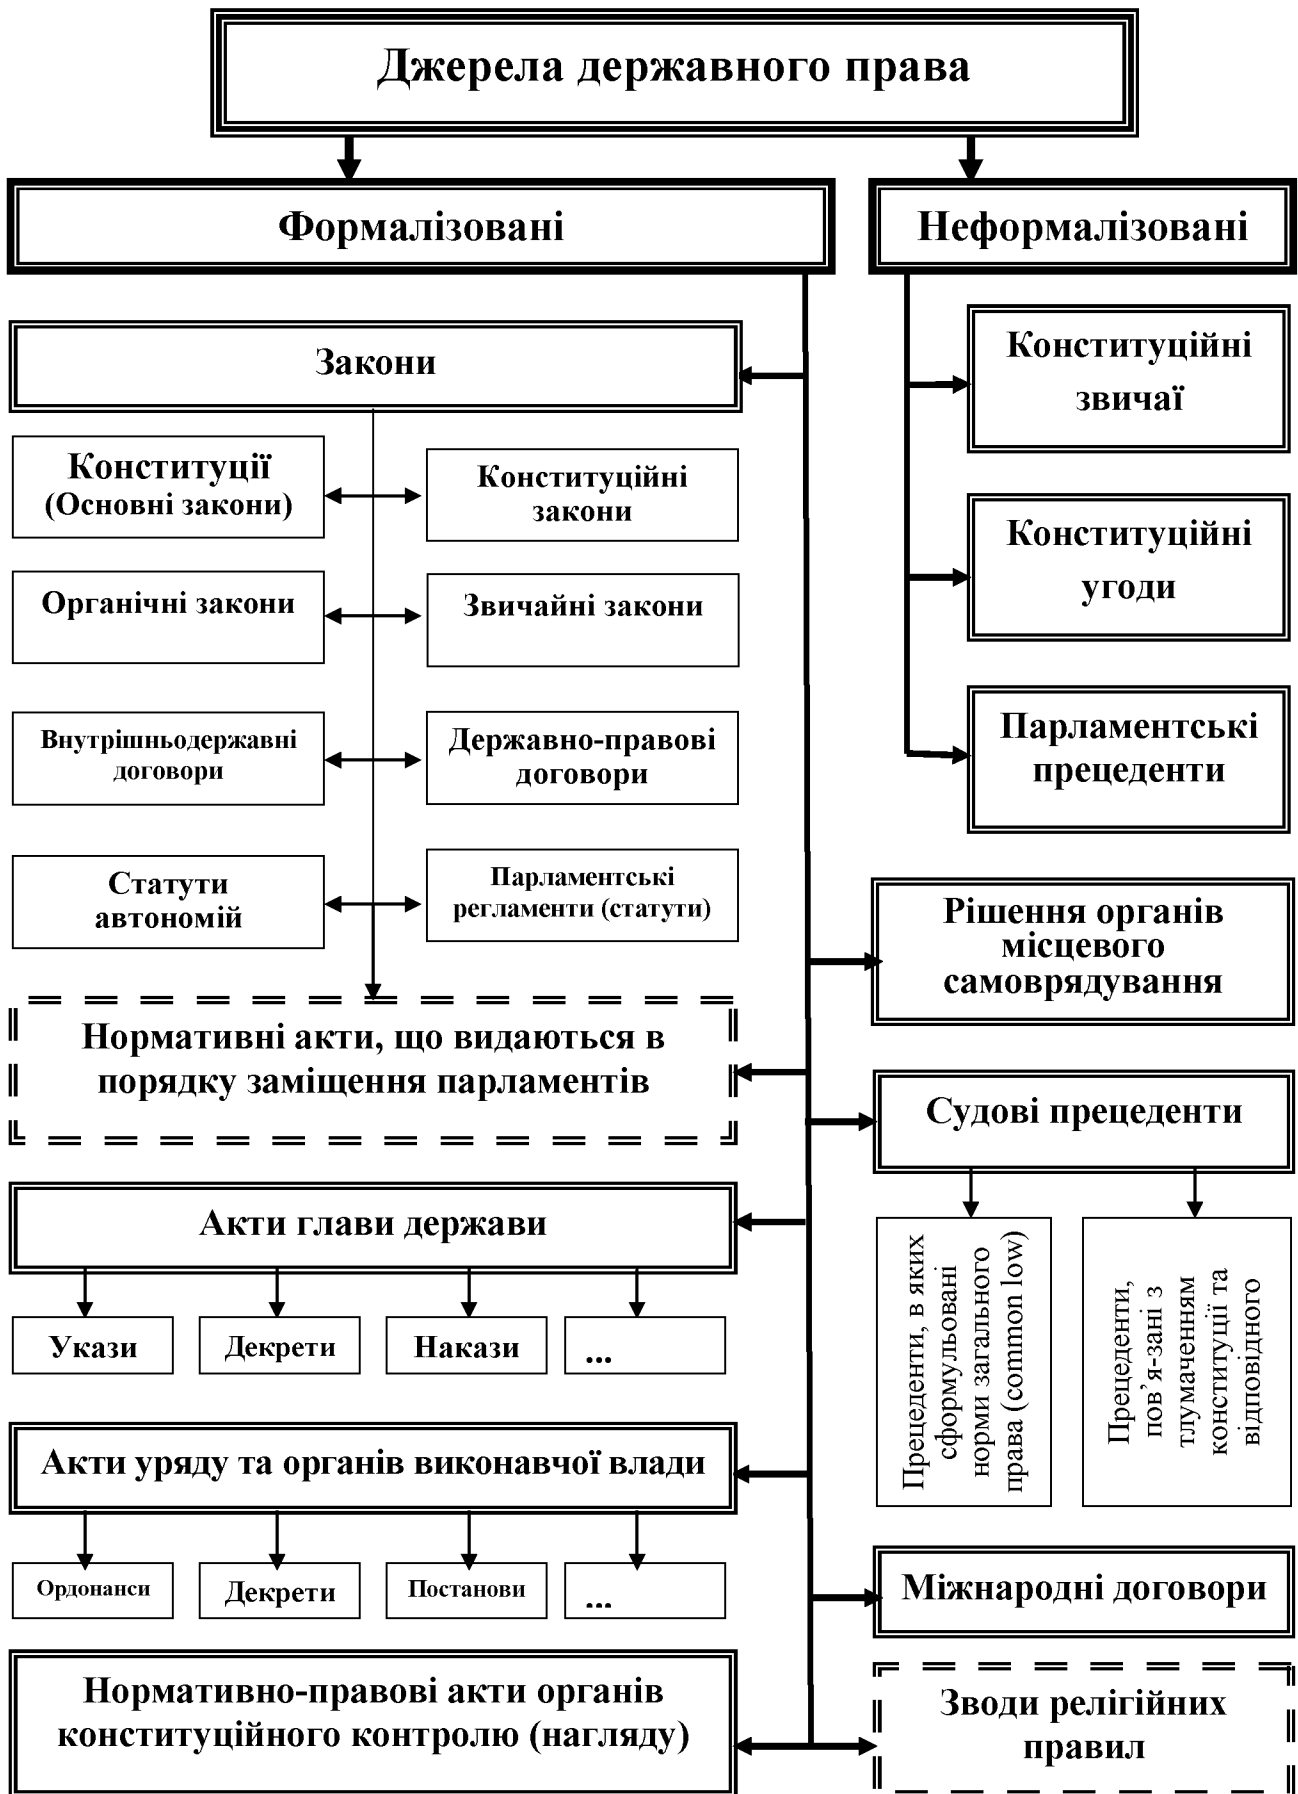 Джерела державного права
Формалізовані
Неформалізовані
Закони
Конституційні
звичаї
Конституції
(Основні закони)
Конституційні
закони
Конституційні
угоди
Органічні закони
Звичайні закони
Внутрішньодержавні
договори
Державно-правові
договори
Парламентські
прецеденти
Статути
автономій
Парламентські
регламенти (статути)
Рішення органів
місцевого
самоврядування
Нормативні акти, що видаються в
порядку заміщення парламентів
Судові прецеденти
Акти глави держави
Прецеденти, в яких
сформульовані
норми загального
права (common low)
Прецеденти,
пов’я-зані з
тлумаченням
конституції та
відповідного
Укази
Декрети
Накази
...
Акти уряду та органів виконавчої влади
Ордонанси
Декрети
Постанови
...
Міжнародні договори
Нормативно-правові акти органів
конституційного контролю (нагляду)
Зводи релігійних
правил